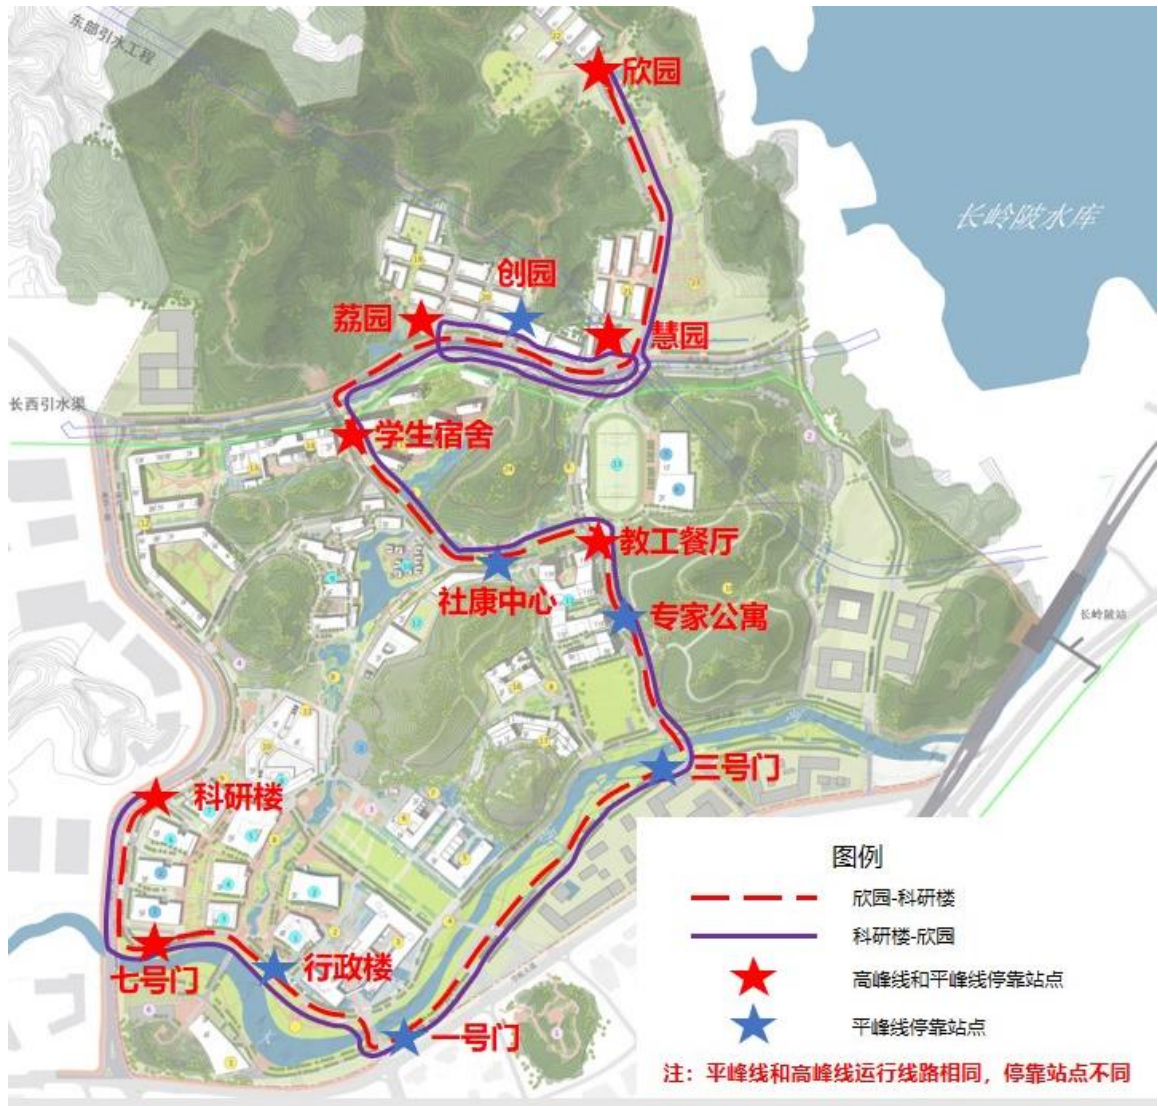 东部引水工程
欣园
长岭陂水库
创园
荔园
慧园
长西引水渠
学生宿舍
教工餐厅
社康中心
专家公寓
长岭陂站
三号门
科研楼
七号门
行政楼
一号门
图例
欣园-科研楼
科研楼-欣园
高峰线和平峰线停靠站点
平峰线停靠站点
注：平峰线和高峰线运行线路相同，停靠站点不同